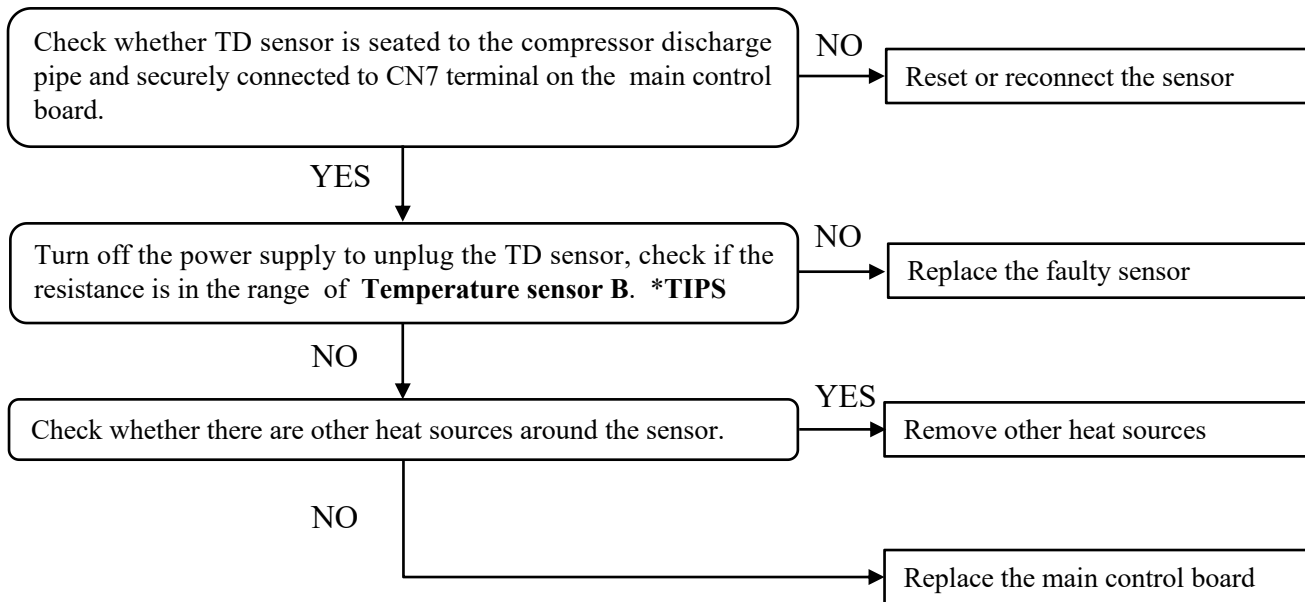 Check whether TD sensor is seated to the compressor discharge
pipe and securely connected to CN7 terminal on the main control
board.
NO
Reset or reconnect the sensor
YES
Turn off the power supply to unplug the TD sensor, check if the
resistance is in the range of Temperature sensor B. *TIPS
NO
Replace the faulty sensor
NO
Check whether there are other heat sources around the sensor.
YES
Remove other heat sources
NO
Replace the main control board